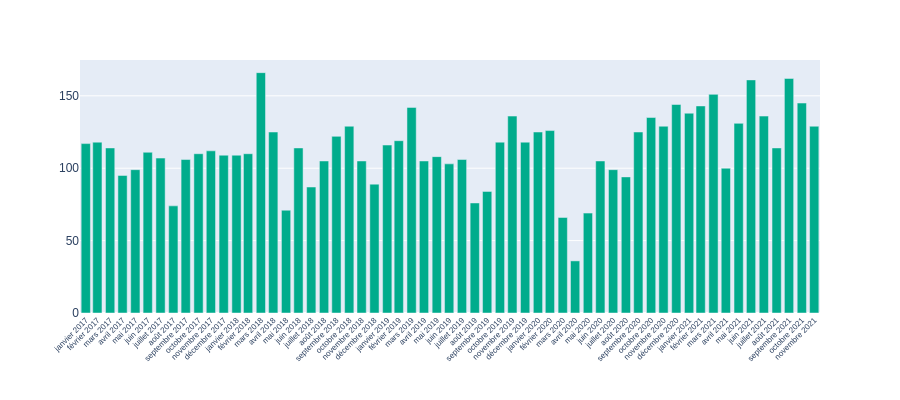 150
100
50
0
janvier 2017
février 2017
mars 2017
avril 2017
mai 2017
juin 2017
juillet 2017
août 2017
septembre 2017
octobre 2017
novembre 2017
décembre 2017
janvier 2018
février 2018
mars 2018
avril 2018
mai 2018
juin 2018
juillet 2018
août 2018
septembre 2018
octobre 2018
novembre 2018
décembre 2018
janvier 2019
février 2019
mars 2019
avril 2019
mai 2019
juin 2019
juillet 2019
août 2019
septembre 2019
octobre 2019
novembre 2019
décembre 2019
janvier 2020
février 2020
mars 2020
avril 2020
mai 2020
juin 2020
juillet 2020
août 2020
septembre 2020
octobre 2020
novembre 2020
décembre 2020
janvier 2021
février 2021
mars 2021
avril 2021
mai 2021
juin 2021
juillet 2021
août 2021
septembre 2021
octobre 2021
novembre 2021